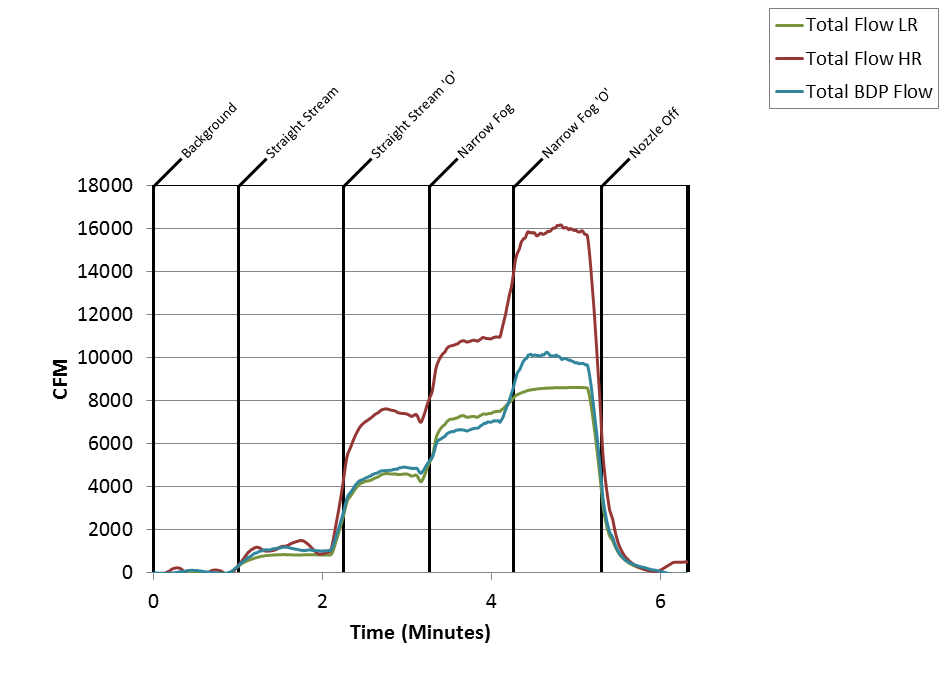 Total Flow LR
Total Flow HR
Total BDP Flow
Background
Straight Stream
Straight Stream 'O'
Narrow Fog
Narrow Fog 'O'
Nozzle Off
18000
16000
14000
12000
10000
8000
6000
4000
2000
0
CFM
0 2 4 6
Time (Minutes)